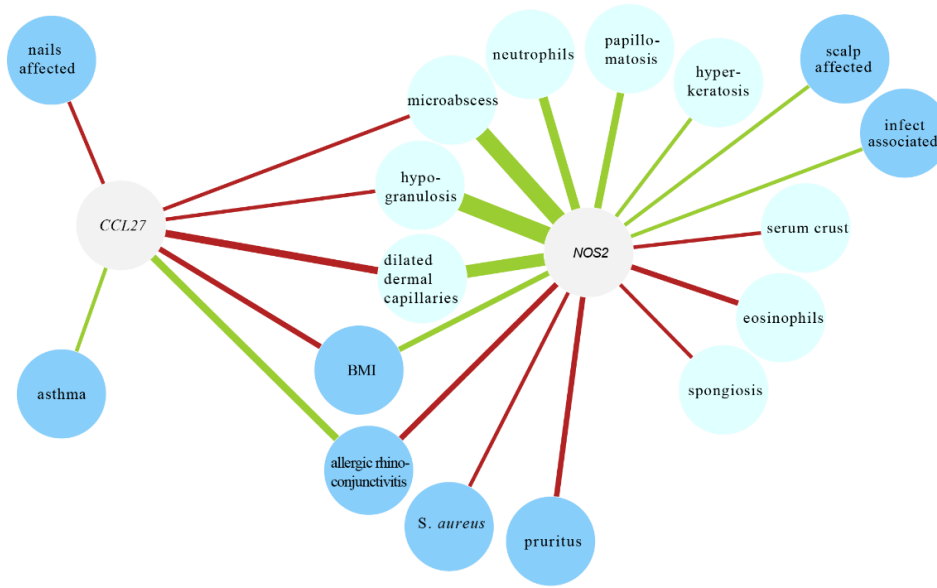 nails
affected
neutrophils
papillo-
matosis
hyper-
keratosis
scalp
affected
microabscess
infect
associated
hypo-
granulosis
CCL27
NOS2
serum crust
dilated
dermal
capillaries
eosinophils
asthma
BMI
spongiosis
allergic rhino-
conjunctivitis
S. aureus
pruritus